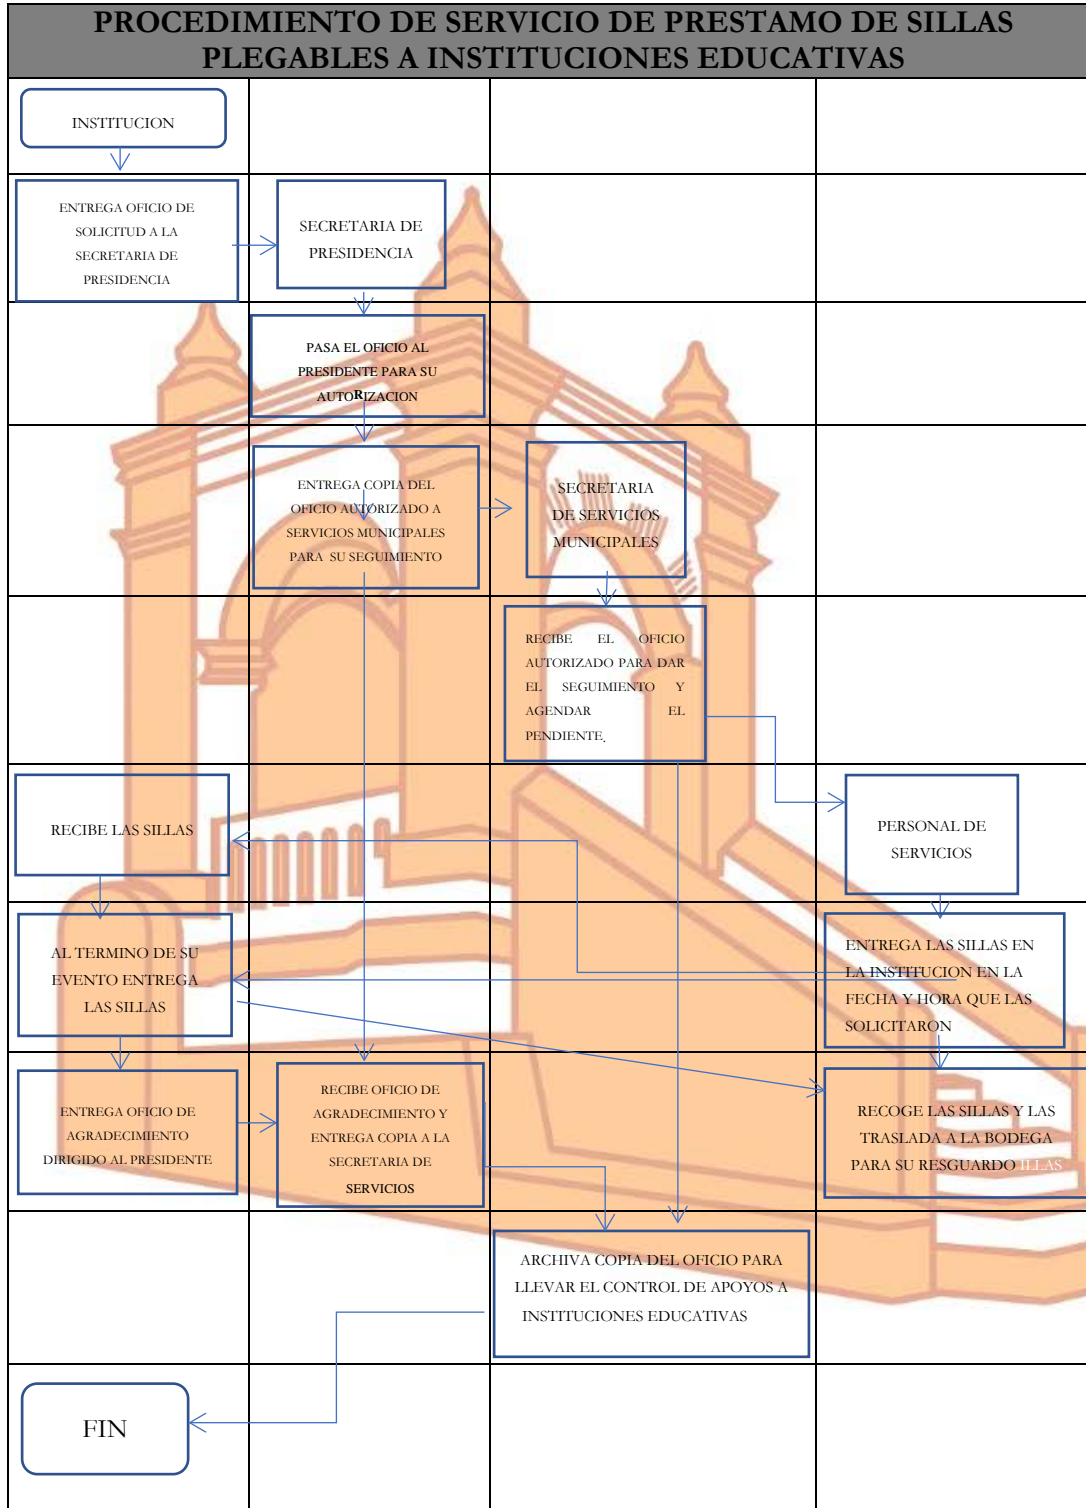 PROCEDIMIENTO DE SERVICIO DE PRESTAMO DE SILLAS
PLEGABLES A INSTITUCIONES EDUCATIVAS
INSTITUCION
ENTREGA OFICIO DE
SOLICITUD A LA
SECRETARIA DE
PRESIDENCIA
SECRETARIA DE
PRESIDENCIA
PASA EL OFICIO AL
PRESIDENTE PARA SU
AUTORIZACION
ENTREGA COPIA DEL
OFICIO AUTORIZADO A
SERVICIOS MUNICIPALES
PARA SU SEGUIMIENTO
SECRETARIA
DE SERVICIOS
MUNICIPALES
RECIBE EL OFICIO
AUTORIZADO PARA DAR
EL SEGUIMIENTO Y
AGENDAR EL
PENDIENTE.
RECIBE LAS SILLAS
PERSONAL DE
SERVICIOS
AL TERMINO DE SU
EVENTO ENTREGA
LAS SILLAS
ENTREGA LAS SILLAS EN
LA INSTITUCION EN LA
FECHA Y HORA QUE LAS
SOLICITARON
ENTREGA OFICIO DE
AGRADECIMIENTO
DIRIGIDO AL PRESIDENTE
RECIBE OFICIO DE
AGRADECIMIENTO Y
ENTREGA COPIA A LA
SECRETARIA DE
SERVICIOS
RECOGE LAS SILLAS Y LAS
TRASLADA A LA BODEGA
PARA SU RESGUARDO ILLAS
ARCHIVA COPIA DEL OFICIO PARA
LLEVAR EL CONTROL DE APOYOS A
INSTITUCIONES EDUCATIVAS
FIN